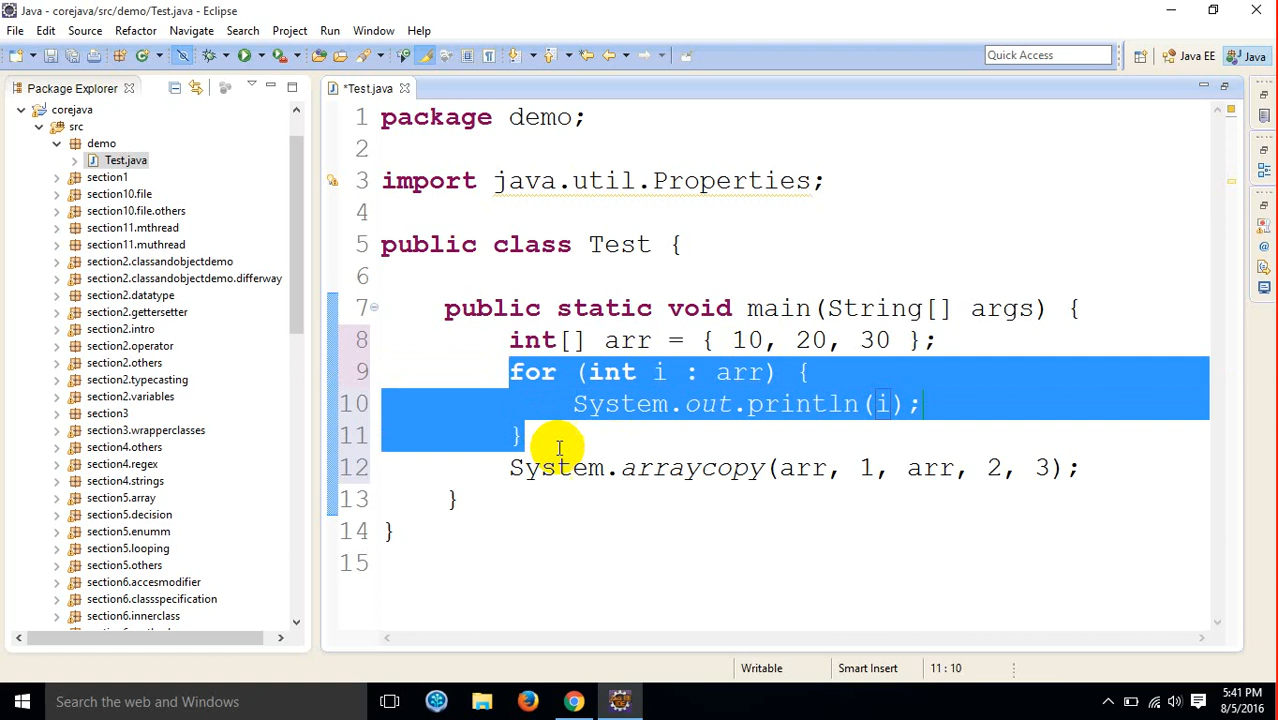 Java - corejava/src/demo/Test.java - Eclipse
File Edit Source Refactor Navigate Search Project Run Window Help
Quick Access
Java EE
Java
Package Explorer
corejava
src
demo
Test.java
section1
section10.file
section10.file.others
section11.mthread
section11.muthread
section2.classandobjectdemo
section2.classandobjectdemo.differway
section2.datatype
section2.gettersetter
section2.intro
section2.operator
section2.others
section2.typecasting
section2.variables
section3
section3.wrapperclasses
section4.others
section4.regex
section4.strings
section5.array
section5.decision
section5.enumm
section5.looping
section5.others
section6.accesmodifier
section6.classspecification
section6.innerclass
*Test.java
1 package demo;
2
3 import java.util.Properties;
4
5 public class Test {
6
7 public static void main(String[] args) {
8 int[] arr = { 10, 20, 30 };
9 for (int i : arr) {
10 System.out.println(i);
11 }
12 System.arraycopy(arr, 1, arr, 2, 3);
13 }
14 }
15
Writable Smart Insert 11 : 10
Search the web and Windows
5:41 PM
8/5/2016